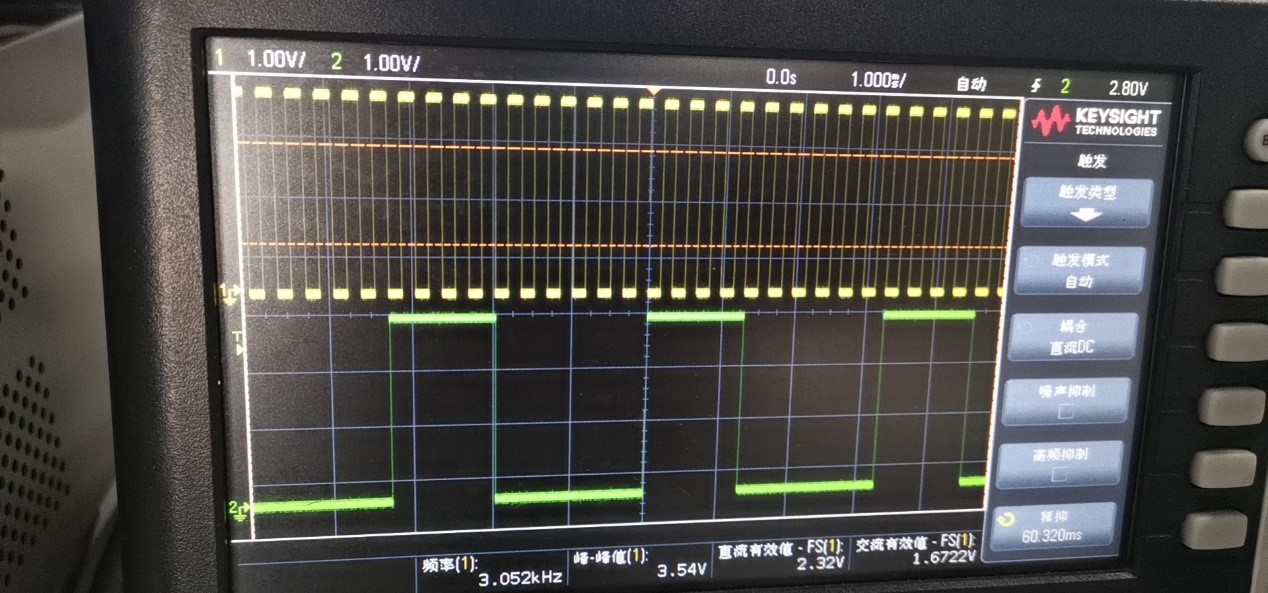 1 1.00V/ 2 1.00V/ 0.0s 1.000ms/ 自动 2 2.80V
KEYSIGHT
TECHNOLOGIES
触发
触发类型
触发模式
自动
耦合
直流DC
噪声抑制
高频抑制
释抑
60.320ms
1
T
2
频率(1):
3.052kHz
峰-峰值(1):
3.54V
直流有效值 - FS(1):
2.32V
交流有效值 - FS(1):
1.6722V